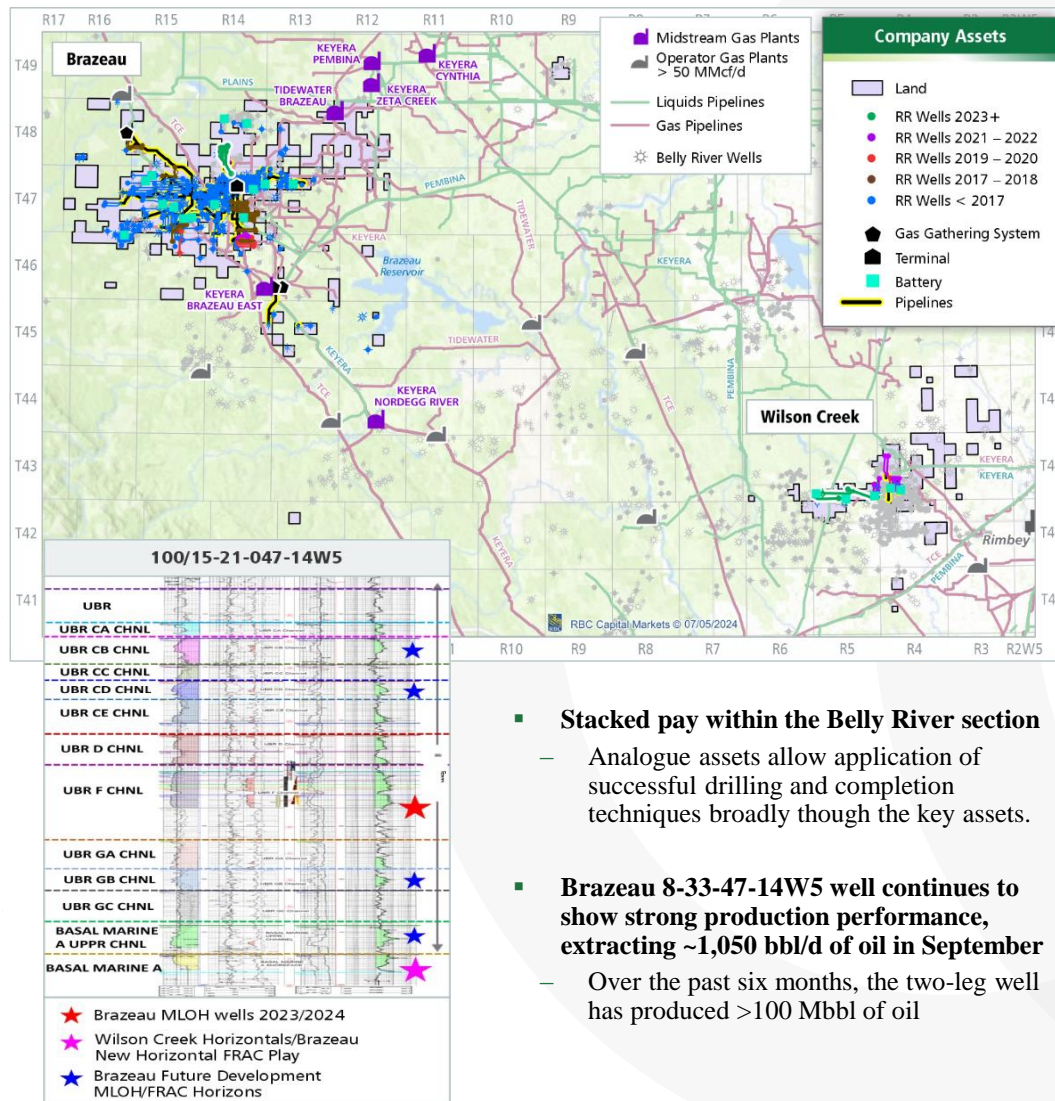 R17 R16 R15 R14 R13 R12 R11 R10 R9 R8 R7 R6 R5 R4 R3 R2W5
Brazeau
T49
T48
T47
T46
T45
T44
T43
T42
T41
KEYERA
PEMBINA
KEYERA
CYNTHIA
KEYERA
ZETA CREEK
TIDEWATER
BRAZEAU
PLAINS
TCE
PEMBINA
TIDEWATER
KEYERA
Brazeau
Reservoir
KEYERA
BRAZEAU EAST
KEYERA
TIDEWATER
TCE
KEYERA
NORDEGG RIVER
KEYERA
KEYERA
PEMBINA
TCE
Wilson Creek
KEYERA
KEYERA
Rimbey
TCE
PEMBINA
Midstream Gas Plants
Operator Gas Plants
> 50 MMcf/d
Liquids Pipelines
Gas Pipelines
Belly River Wells
Company Assets
Land
RR Wells 2023+
RR Wells 2021 – 2022
RR Wells 2019 – 2020
RR Wells 2017 – 2018
RR Wells < 2017
Gas Gathering System
Terminal
Battery
Pipelines
RBC Capital Markets © 07/05/2024
R10 R9 R8 R7 R6 R5 R4 R3 R2W5
100/15-21-047-14W5
UBR
UBR CA CHNL
UBR CB CHNL
UBR CC CHNL
UBR CD CHNL
UBR CE CHNL
UBR D CHNL
UBR F CHNL
UBR GA CHNL
UBR GB CHNL
UBR GC CHNL
BASAL MARINE
A UPPR CHNL
BASAL MARINE A
Brazeau MLOH wells 2023/2024
Wilson Creek Horizontals/Brazeau
New Horizontal FRAC Play
Brazeau Future Development
MLOH/FRAC Horizons
▪ Stacked pay within the Belly River section
– Analogue assets allow application of
successful drilling and completion
techniques broadly though the key assets.
▪ Brazeau 8-33-47-14W5 well continues to
show strong production performance,
extracting ~1,050 bbl/d of oil in September
– Over the past six months, the two-leg well
has produced >100 Mbbl of oil